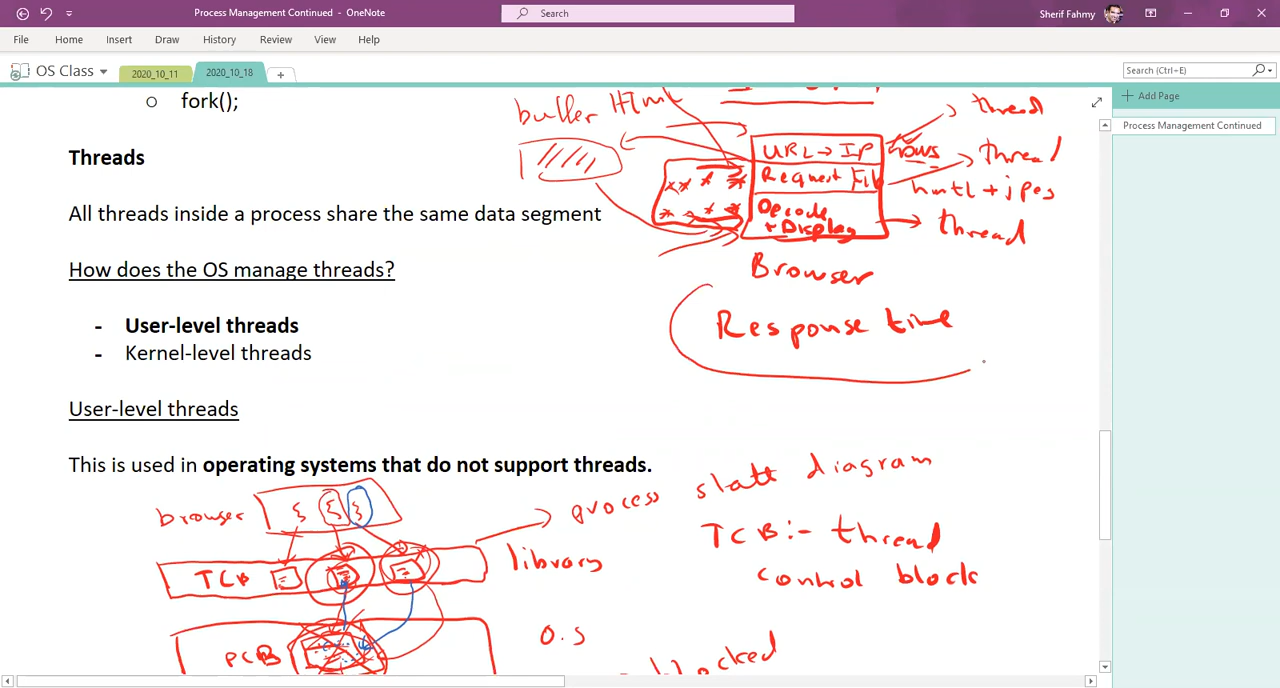 Process Management Continued - OneNote
Search
Sherif Fahmy
File Home Insert Draw History Review View Help
OS Class
2020_10_11
2020_10_18
+
Search (Ctrl+E)
Add Page
Process Management Continued
fork();
Threads
All threads inside a process share the same data segment
How does the OS manage threads?
- User-level threads
- Kernel-level threads
User-level threads
This is used in operating systems that do not support threads.
buffer Html
URL → IP
thread
Request File
thread
+ Display
thread
Browser
Response time
browser
process
library
TCB
PCB
O.S
diagram
TCB:- thread
control block
blocked